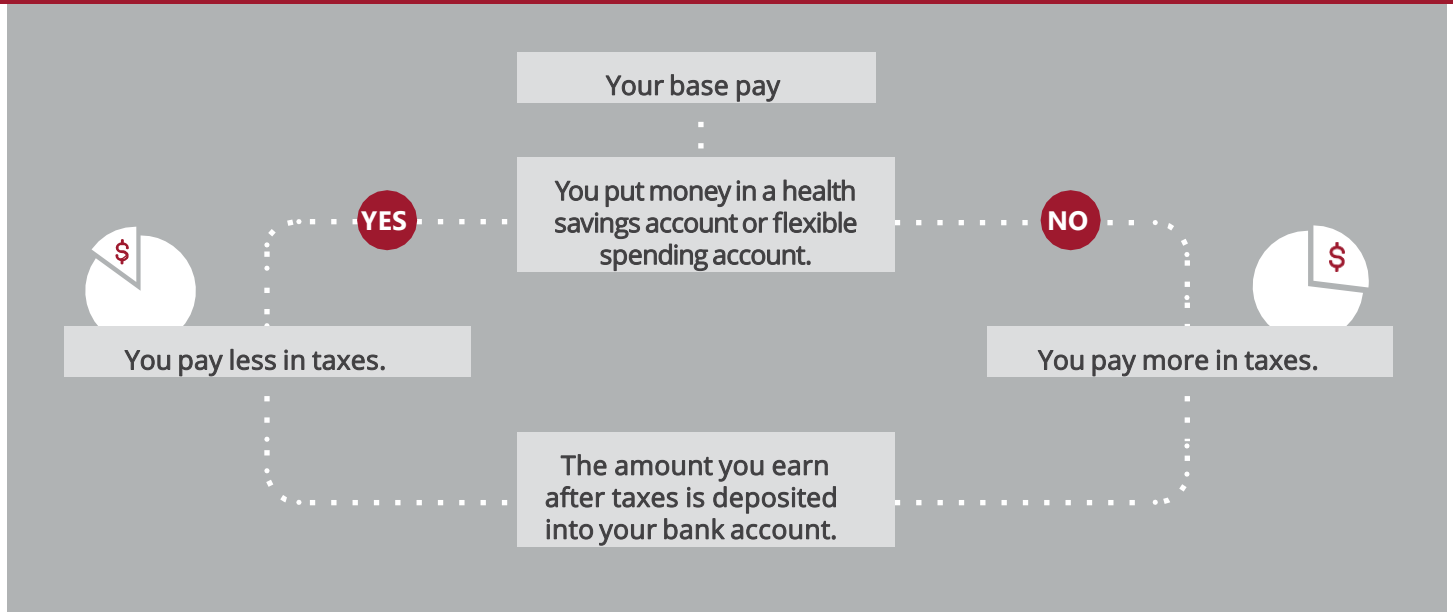 Your base pay
You put money in a health
savings account or flexible
spending account.
YES
NO
$
$
You pay less in taxes.
You pay more in taxes.
The amount you earn
after taxes is deposited
into your bank account.